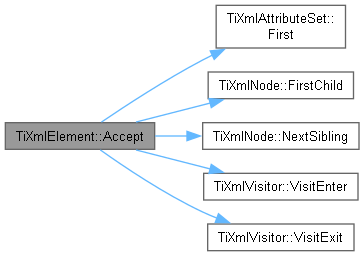 TiXmlElement::Accept
TiXmlAttributeSet::
First
TiXmlNode::FirstChild
TiXmlNode::NextSibling
TiXmlVisitor::VisitEnter
TiXmlVisitor::VisitExit